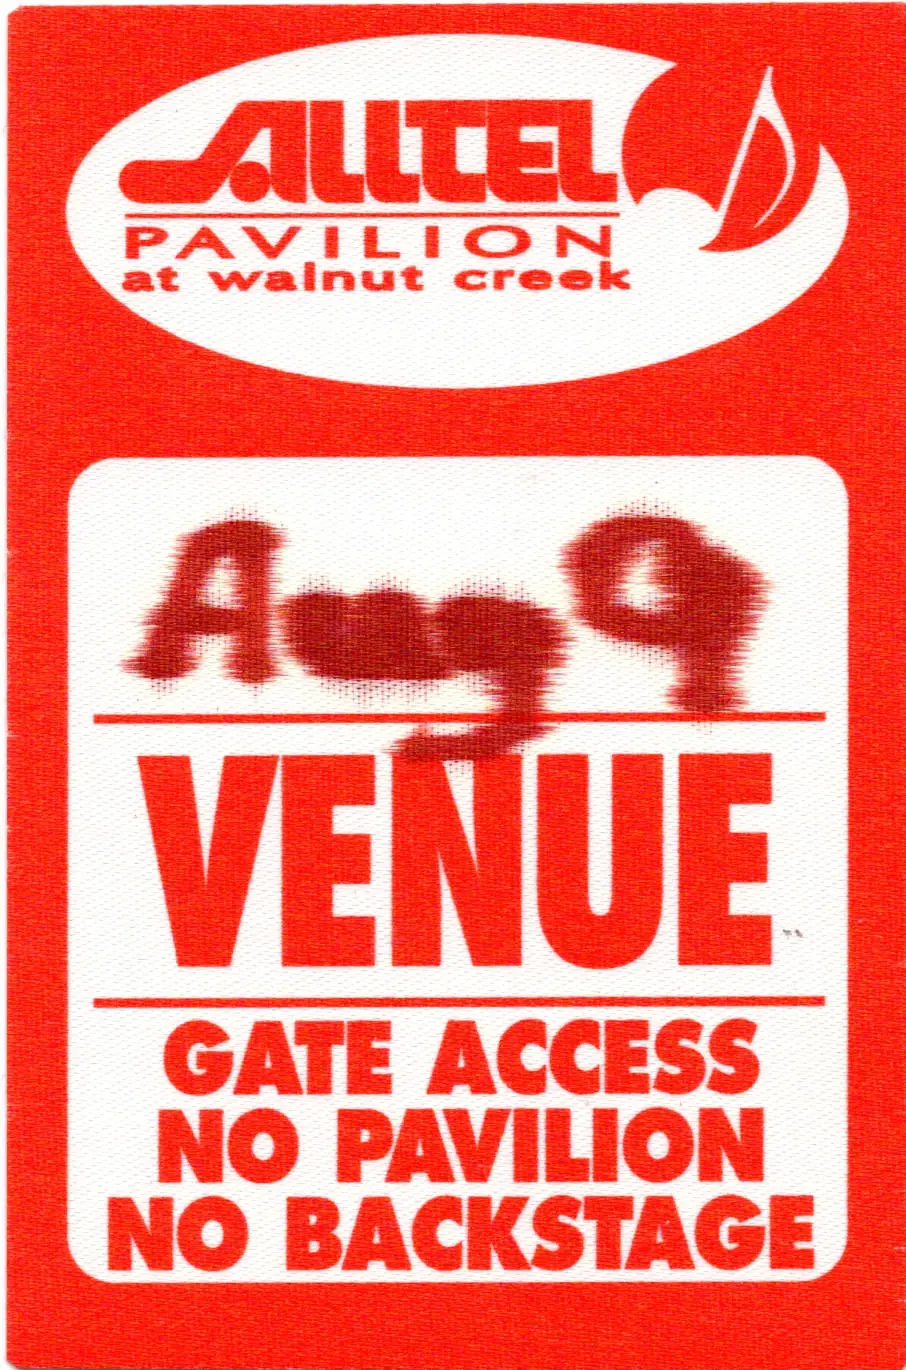 ALLTEL
PAVILION
at walnut creek
Aug 9
VENUE
GATE ACCESS
NO PAVILION
NO BACKSTAGE